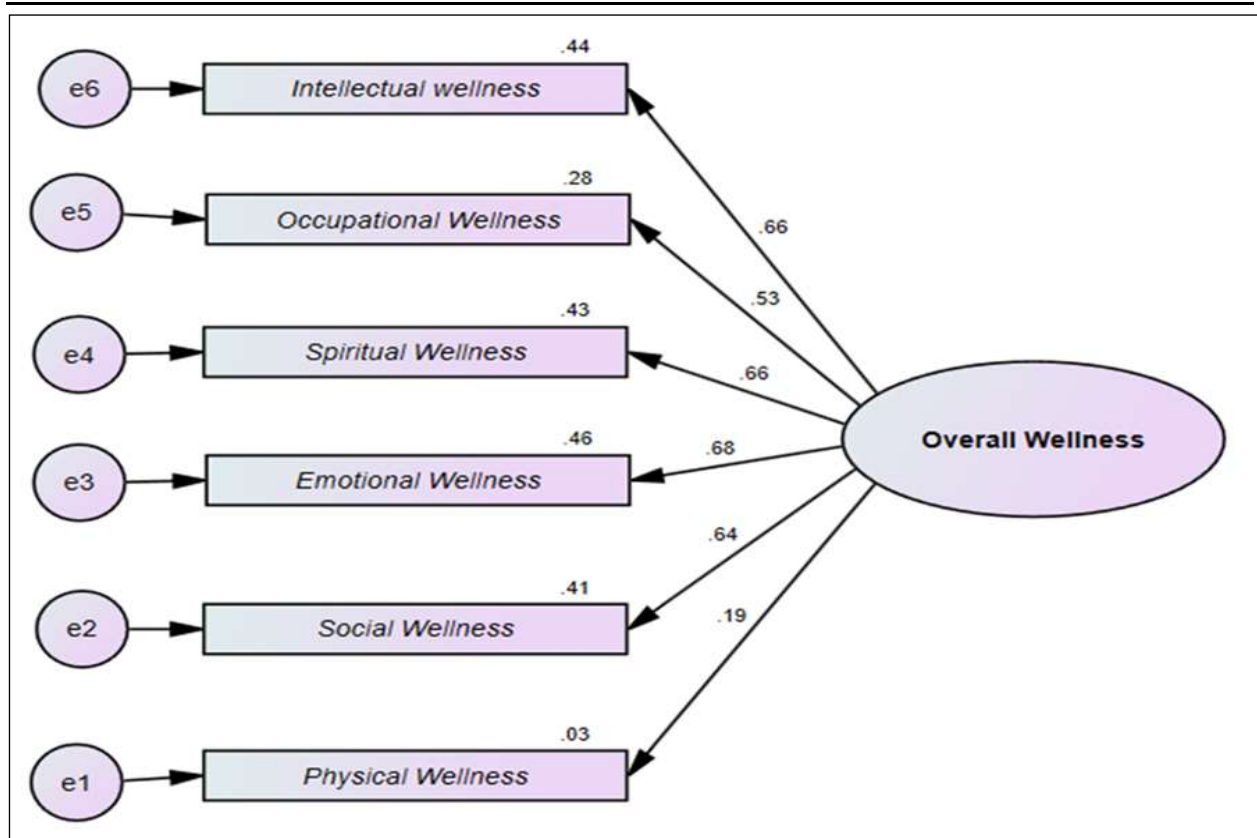 .44
e6
Intellectual wellness
.28
.66
e5
Occupational Wellness
.53
.43
e4
Spiritual Wellness
.66
Overall Wellness
.46
.68
e3
Emotional Wellness
.64
.41
e2
Social Wellness
.19
.03
e1
Physical Wellness